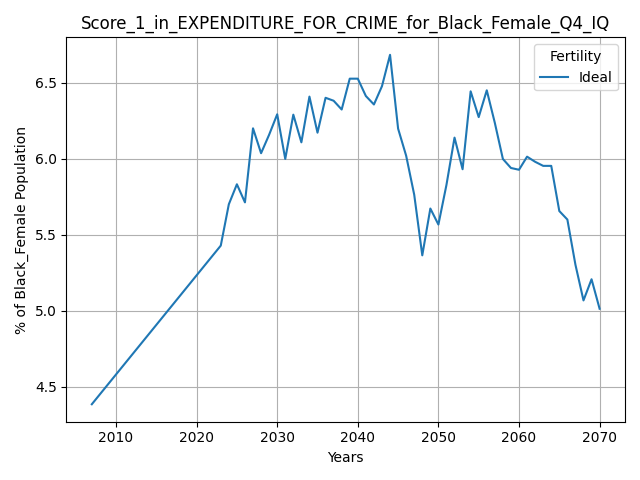 Score_1_in_EXPENDITURE_FOR_CRIME_for_Black_Female_Q4_IQ
Fertility
Ideal
% of Black_Female Population
6.5
6.0
5.5
5.0
4.5
2010 2020 2030 2040 2050 2060 2070
Years